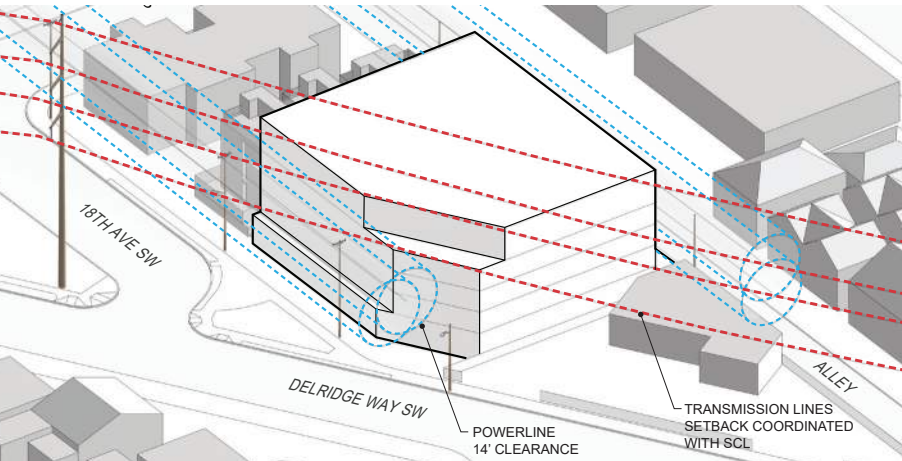 18TH AVE SW
DELRIDGE WAY SW
POWERLINE
14' CLEARANCE
TRANSMISSION LINES
SETBACK COORDINATED
WITH SCL
ALLEY